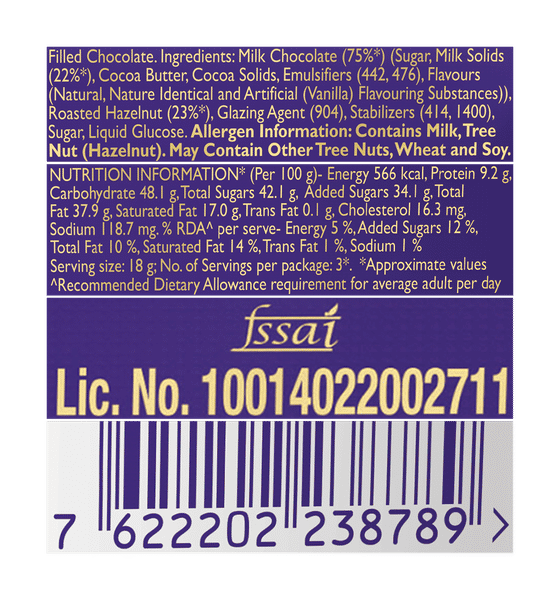 Filled Chocolate. Ingredients: Milk Chocolate (75%*) (Sugar, Milk Solids
(22%*), Cocoa Butter, Cocoa Solids, Emulsifiers (442, 476), Flavours
(Natural, Nature Identical and Artificial (Vanilla) Flavouring Substances)),
Roasted Hazelnut (23%*), Glazing Agent (904), Stabilizers (414, 1400),
Sugar, Liquid Glucose. Allergen Information: Contains Milk, Tree
Nut (Hazelnut). May Contain Other Tree Nuts, Wheat and Soy.
NUTRITION INFORMATION* (Per 100 g)- Energy 566 kcal, Protein 9.2 g,
Carbohydrate 48.1 g, Total Sugars 42.1 g, Added Sugars 34.1 g, Total
Fat 37.9 g, Saturated Fat 17.0 g, Trans Fat 0.1 g, Cholesterol 16.3 mg,
Sodium 118.7 mg. % RDA^ per serve- Energy 5 %, Added Sugars 12 %,
Total Fat 10 %, Saturated Fat 14 %, Trans Fat 1 %, Sodium 1 %
Serving size: 18 g; No. of Servings per package: 3*. *Approximate values
^Recommended Dietary Allowance requirement for average adult per day
fssai
Lic. No. 10014022002711
7 622202 238789 >